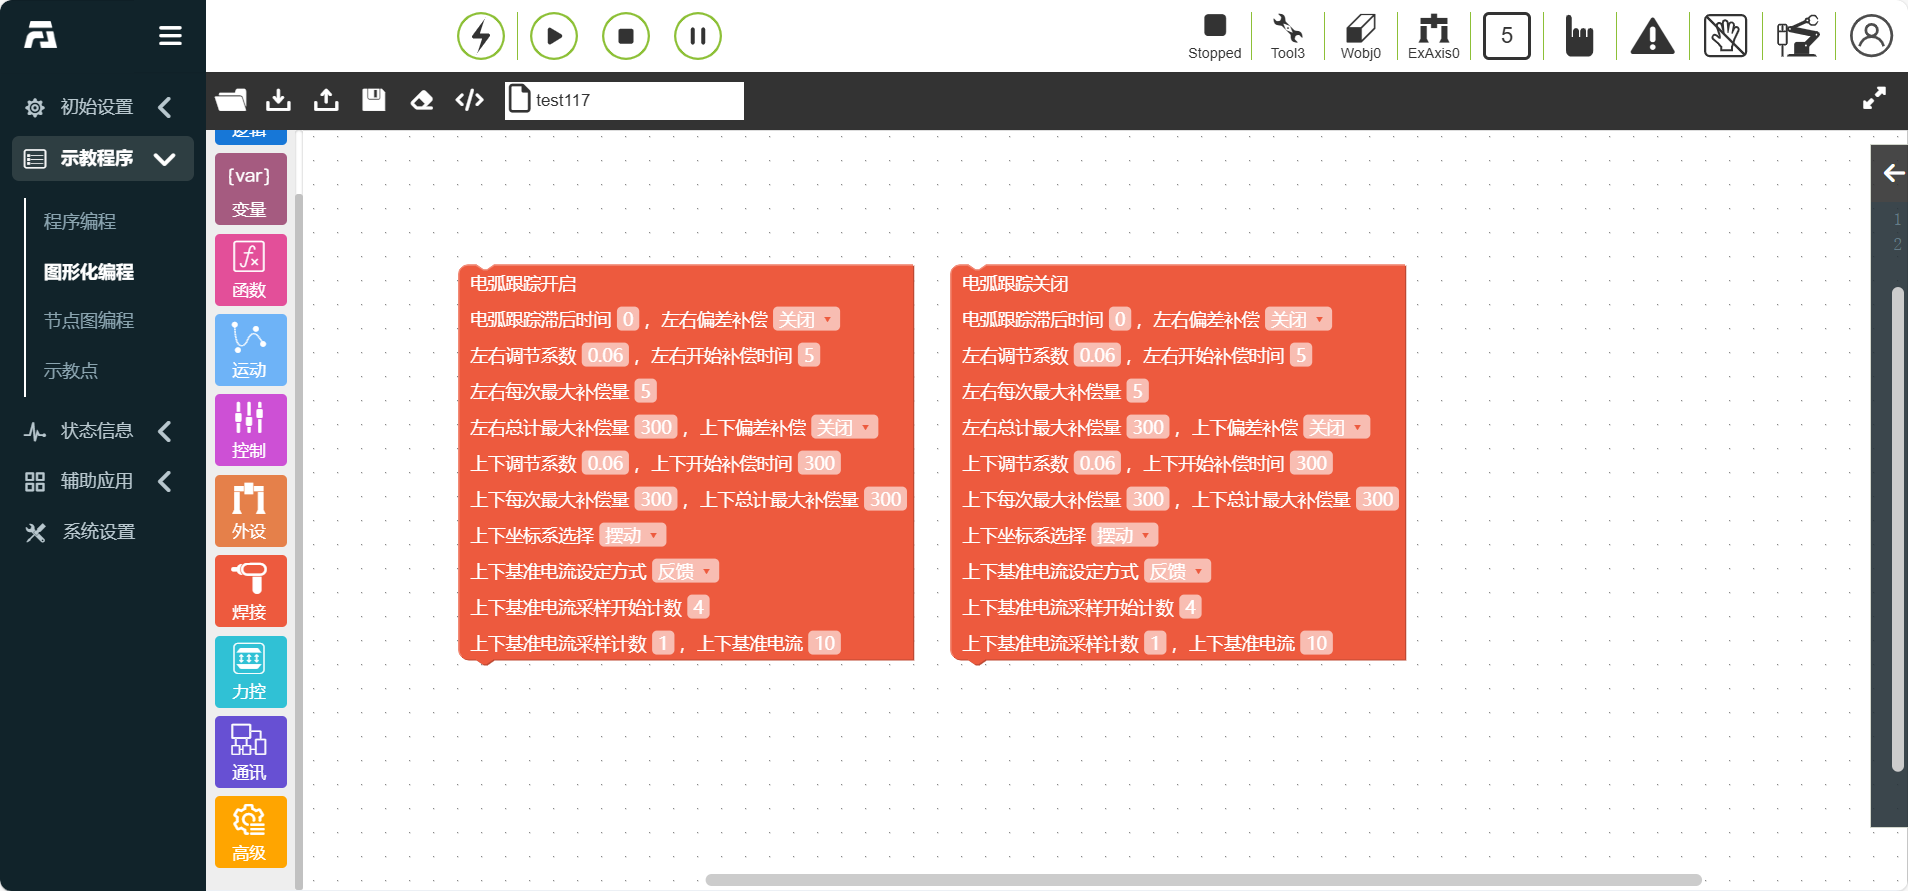 Stopped
Tool3
Wobj0
ExAxis0
5
初始设置
示教程序
程序编程
图形化编程
节点图编程
示教点
状态信息
辅助应用
系统设置
test117
逻辑
{var}
变量
函数
运动
控制
外设
焊接
力控
通讯
高级
电弧跟踪开启
电弧跟踪滞后时间 0 ，左右偏差补偿 关闭
左右调节系数 0.06 ，左右开始补偿时间 5
左右每次最大补偿量 5
左右总计最大补偿量 300 ，上下偏差补偿 关闭
上下调节系数 0.06 ，上下开始补偿时间 300
上下每次最大补偿量 300 ，上下总计最大补偿量 300
上下坐标系选择 摆动
上下基准电流设定方式 反馈
上下基准电流采样开始计数 4
上下基准电流采样计数 1 ，上下基准电流 10
电弧跟踪关闭
电弧跟踪滞后时间 0 ，左右偏差补偿 关闭
左右调节系数 0.06 ，左右开始补偿时间 5
左右每次最大补偿量 5
左右总计最大补偿量 300 ，上下偏差补偿 关闭
上下调节系数 0.06 ，上下开始补偿时间 300
上下每次最大补偿量 300 ，上下总计最大补偿量 300
上下坐标系选择 摆动
上下基准电流设定方式 反馈
上下基准电流采样开始计数 4
上下基准电流采样计数 1 ，上下基准电流 10
1
2